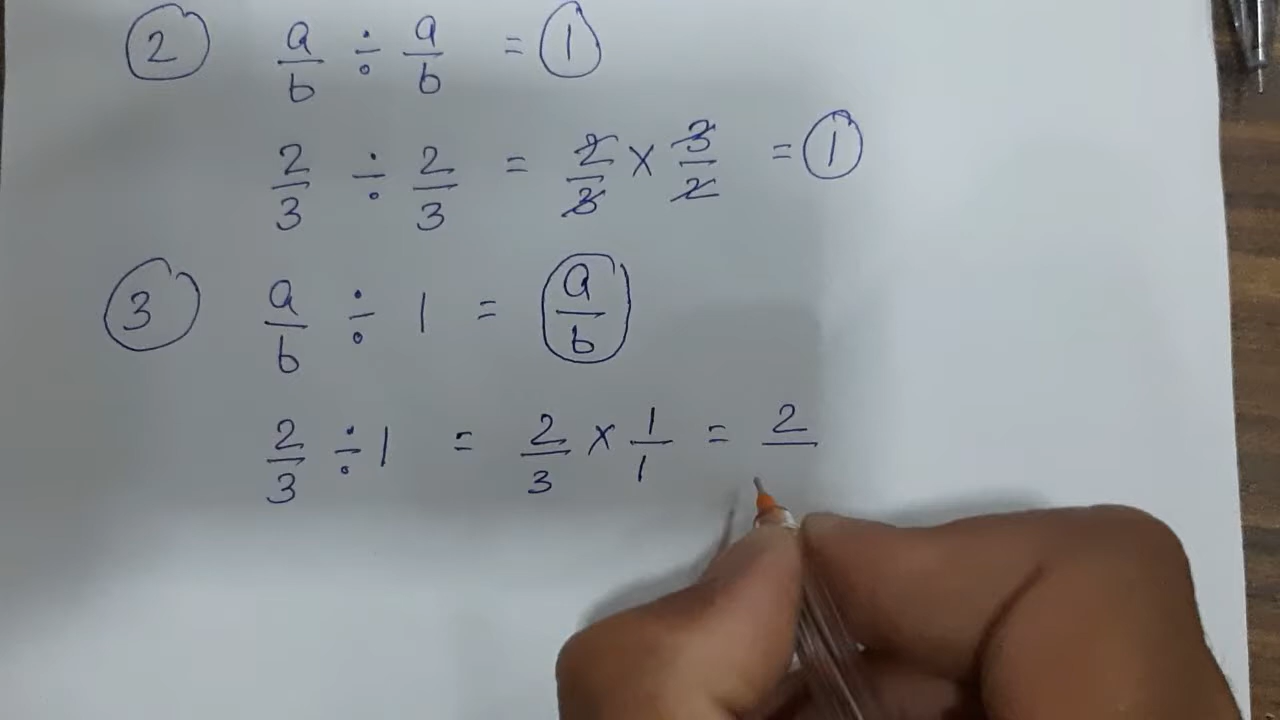 2 a/b ÷ a/b = 1
2/3 ÷ 2/3 = 2/3 × 3/2 = 1
3 a/b ÷ 1 = a/b
2/3 ÷ 1 = 2/3 × 1/1 = 2/